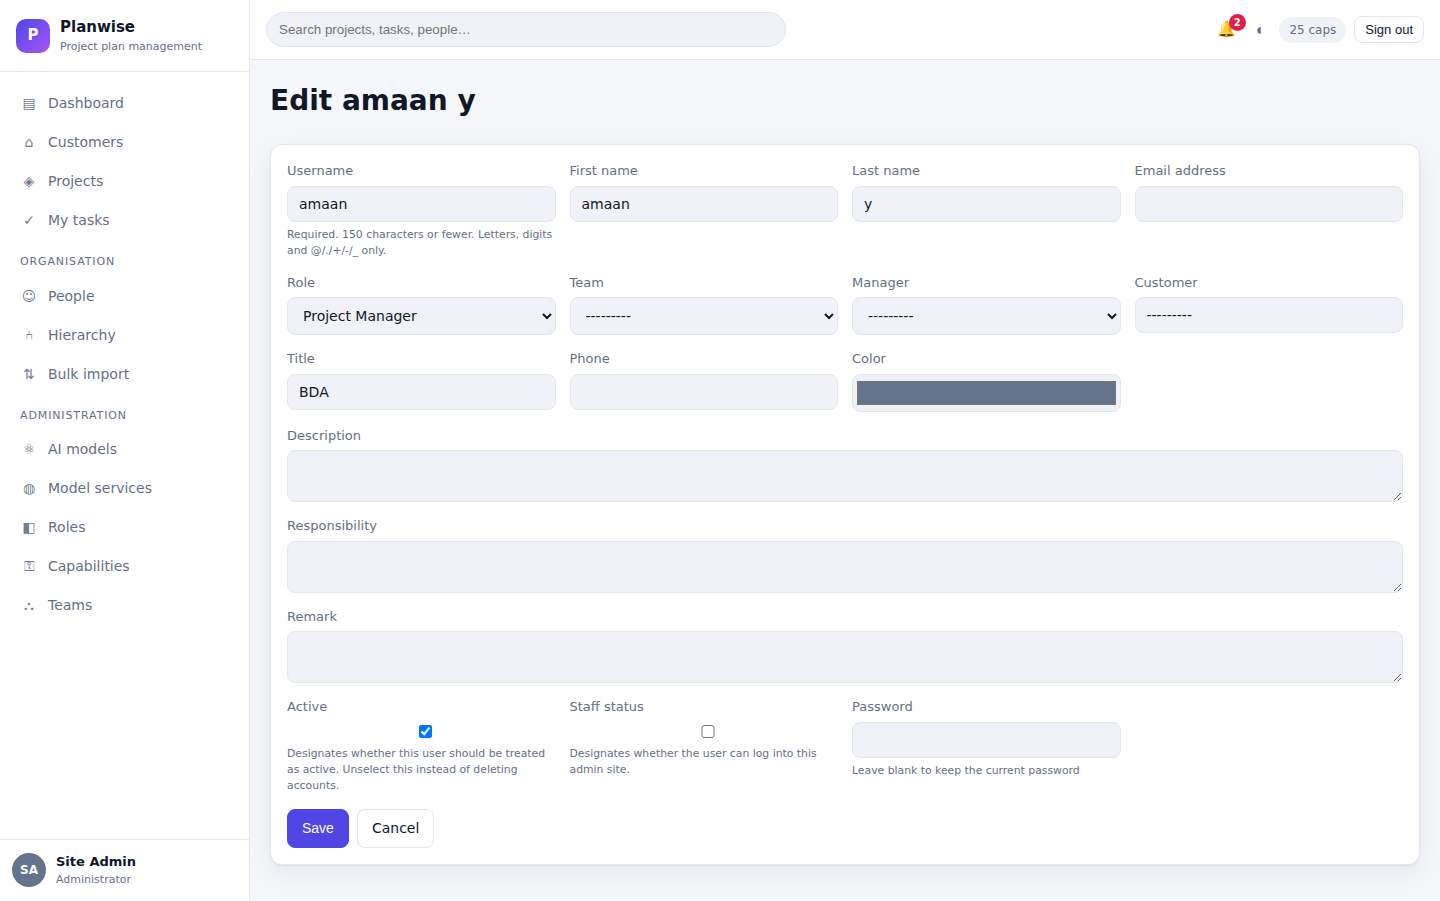 P
Planwise
Project plan management
Search projects, tasks, people…
2
25 caps
Sign out
Dashboard
Customers
Projects
My tasks
ORGANISATION
People
Hierarchy
Bulk import
ADMINISTRATION
AI models
Model services
Roles
Capabilities
Teams
SA
Site Admin
Administrator
Edit amaan y
Username First name Last name Email address
amaan amaan y
Required. 150 characters or fewer. Letters, digits
and @/./+/-/_ only.
Role Team Manager Customer
Project Manager --------- --------- ---------
Title Phone Color
BDA
Description
Responsibility
Remark
Active Staff status Password
Designates whether this user should be treated
as active. Unselect this instead of deleting
accounts.
Designates whether the user can log into this
admin site.
Leave blank to keep the current password
Save Cancel